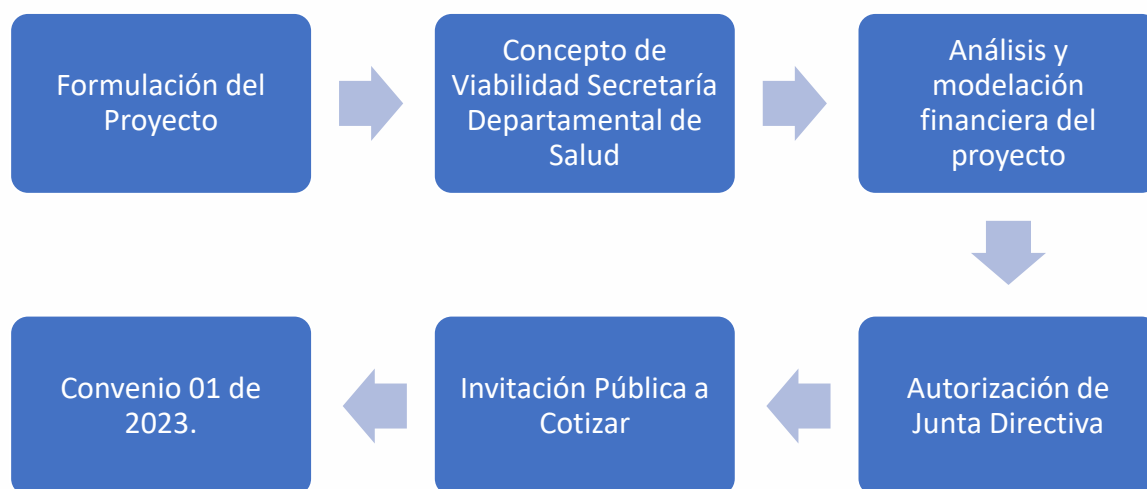 Formulación del
Proyecto
Concepto de
Viabilidad Secretaría
Departamental de
Salud
Análisis y
modelación
financiera del
proyecto
Autorización de
Junta Directiva
Invitación Pública a
Cotizar
Convenio 01 de
2023.